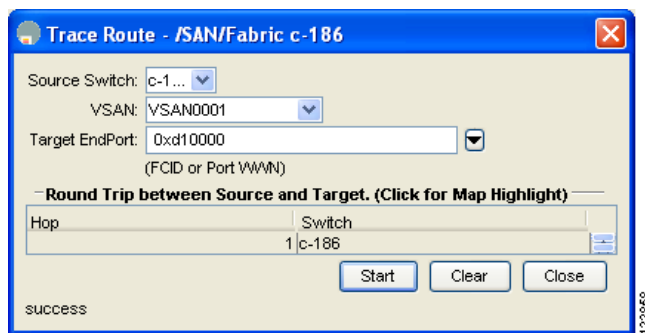 Trace Route - /SAN/Fabric c-186
Source Switch: c-1...
VSAN: VSAN0001
Target EndPort: 0xd10000
(FCID or Port WWN)
Round Trip between Source and Target. (Click for Map Highlight)
Hop Switch
1 c-186
Start Clear Close
success